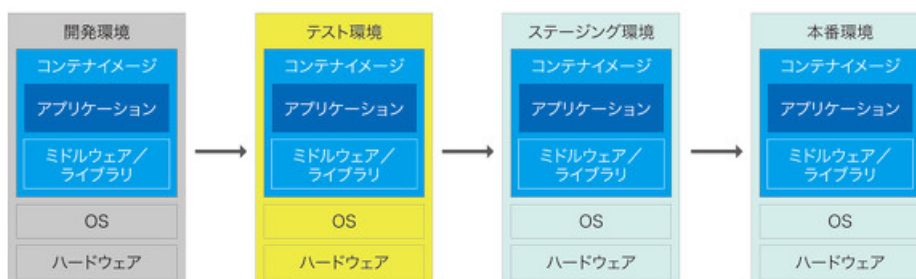 開発環境
コンテナイメージ
アプリケーション
ミドルウェア/
ライブラリ
OS
ハードウェア
テスト環境
コンテナイメージ
アプリケーション
ミドルウェア/
ライブラリ
OS
ハードウェア
ステージング環境
コンテナイメージ
アプリケーション
ミドルウェア/
ライブラリ
OS
ハードウェア
本番環境
コンテナイメージ
アプリケーション
ミドルウェア/
ライブラリ
OS
ハードウェア